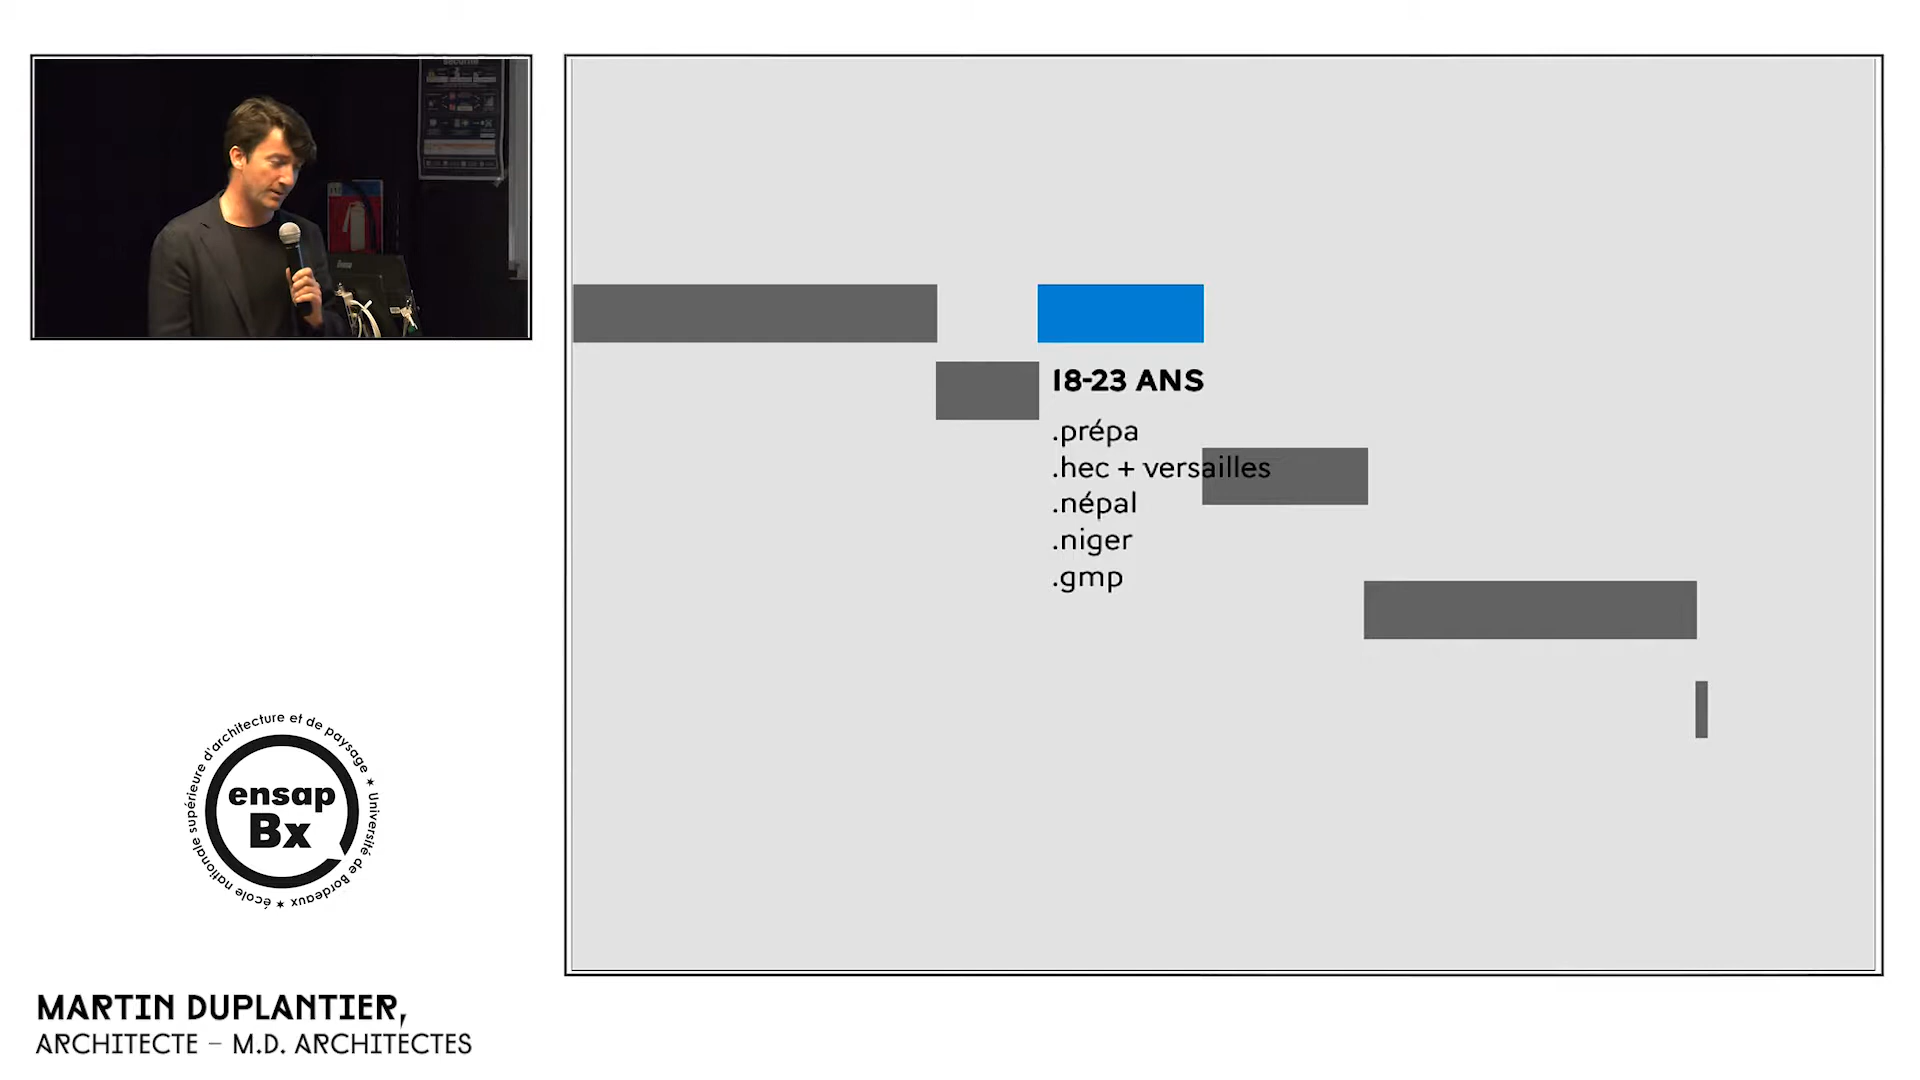 18-23 ANS
.prépa
.hec + versailles
.népal
.niger
.gmp
école nationale supérieure d'architecture et de paysage ★ Université de Bordeaux ★
ensap
Bx
MARTIN DUPLANTIER,
ARCHITECTE – M.D. ARCHITECTES